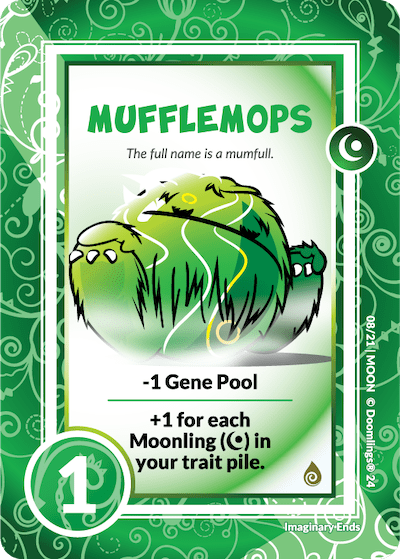 MUFFLEMOPS
The full name is a mumfull.
-1 Gene Pool
+1 for each
Moonling (☾) in
your trait pile.
1
08/21 | MOON © Doomlings® 24
Imaginary Ends